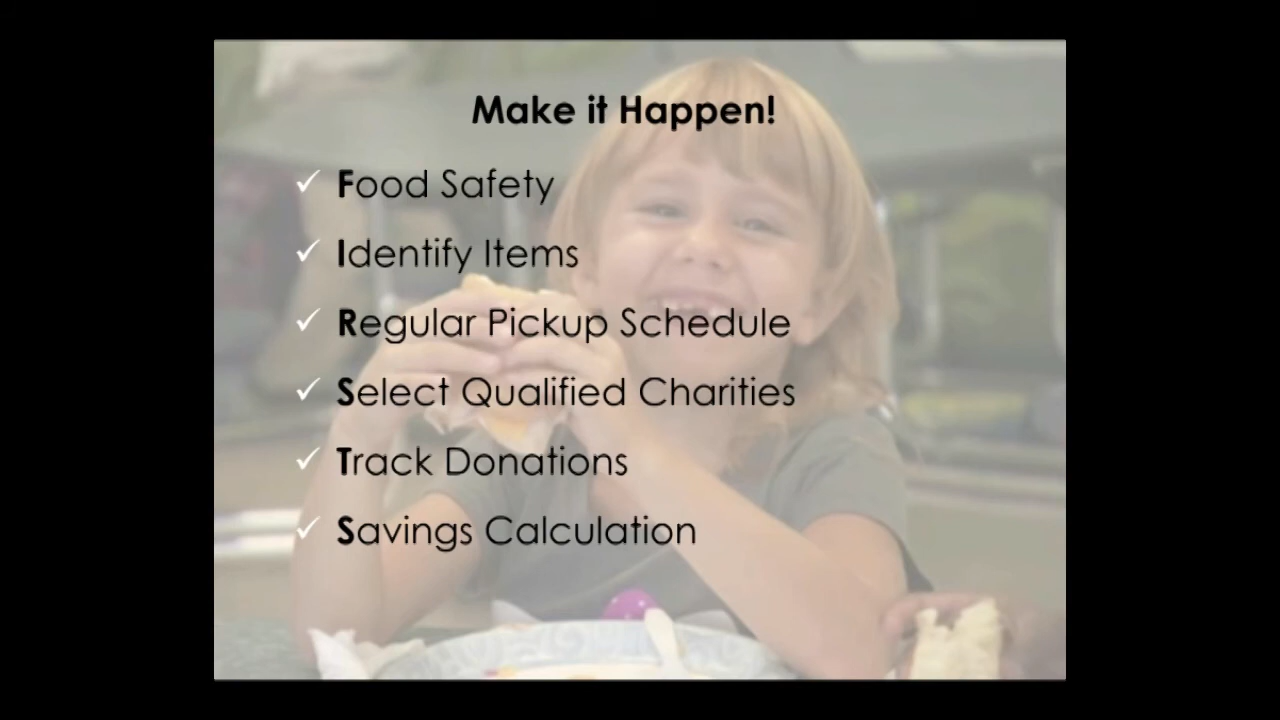 Make it Happen!
✓ Food Safety
✓ Identify Items
✓ Regular Pickup Schedule
✓ Select Qualified Charities
✓ Track Donations
✓ Savings Calculation